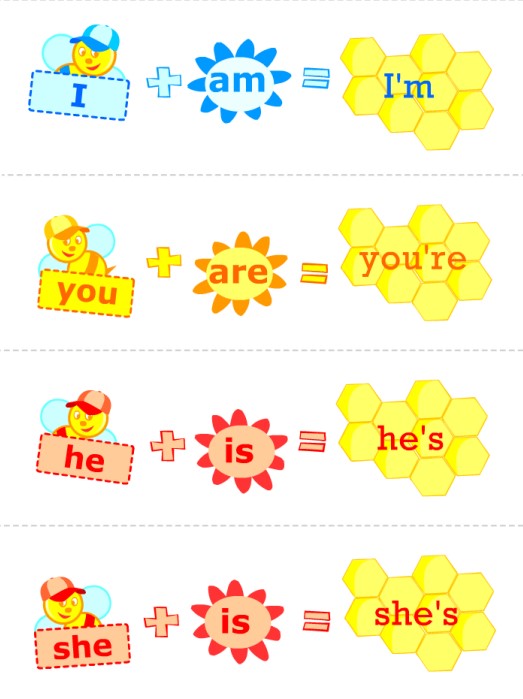 I + am = I'm
you + are = you're
he + is = he's
she + is = she's